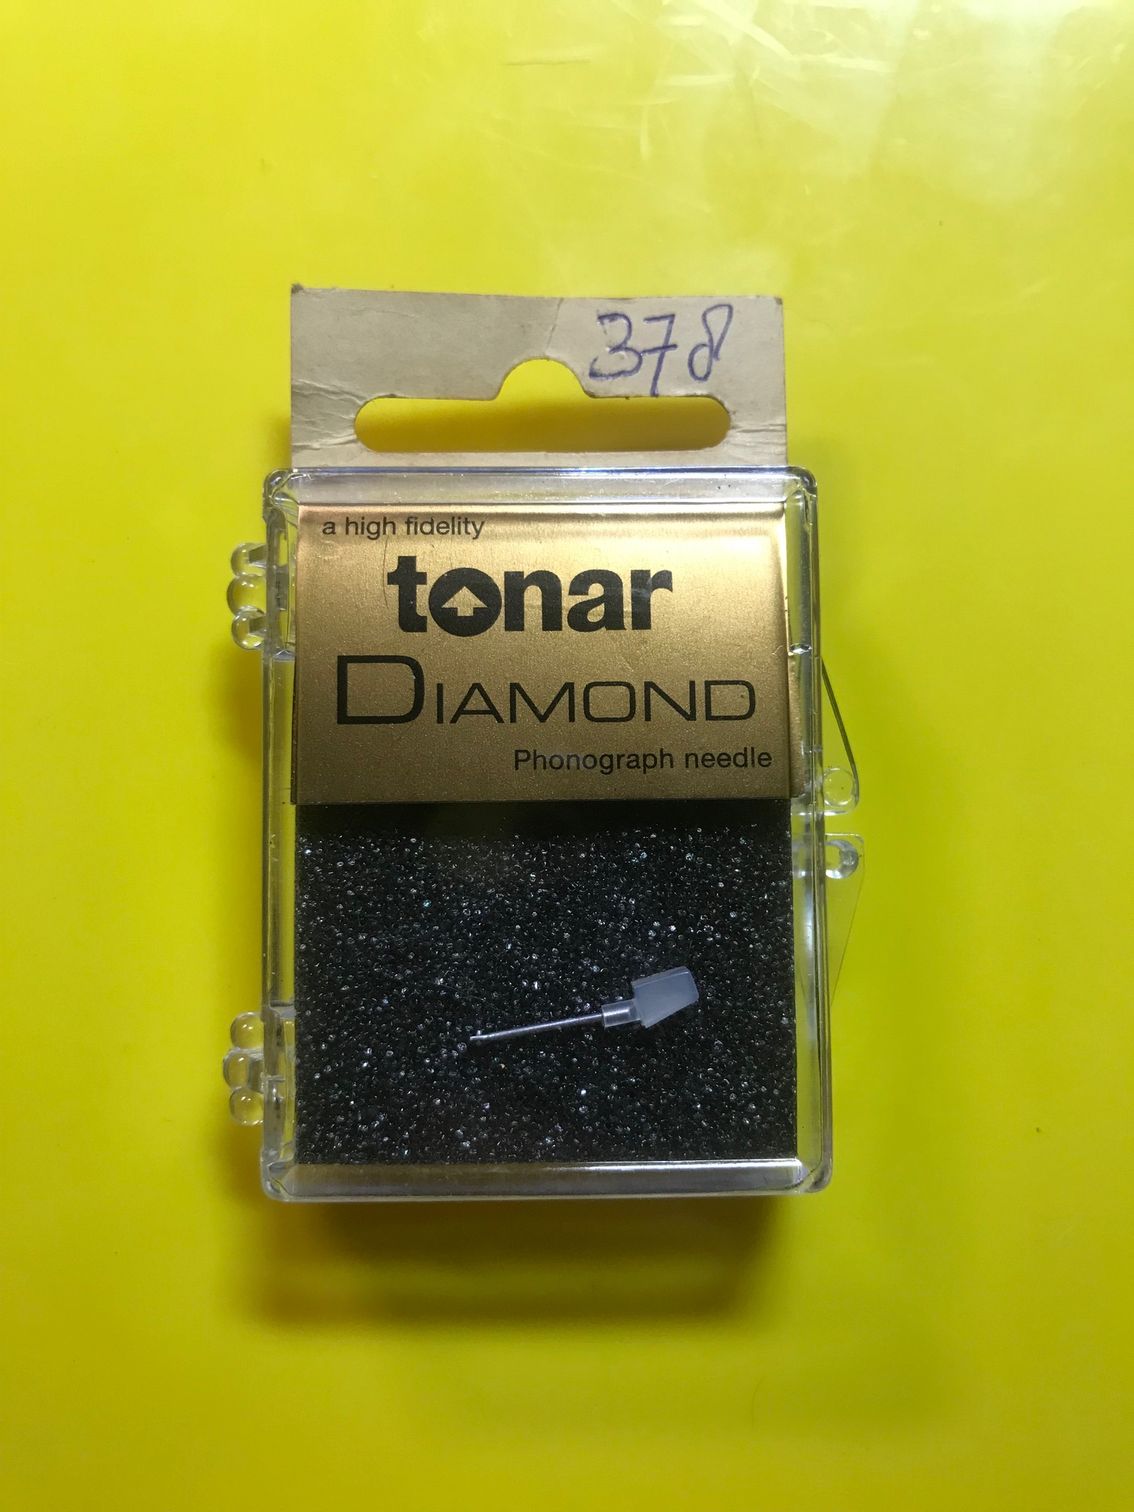 378
a high fidelity
tonar
DIAMOND
Phonograph needle